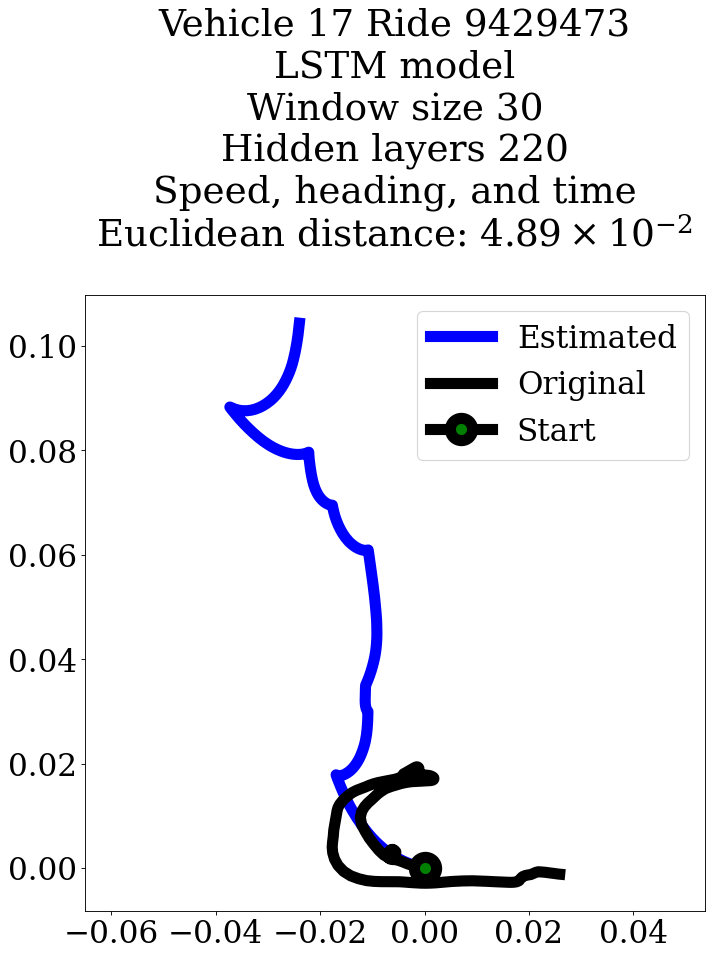 Vehicle 17 Ride 9429473
LSTM model
Window size 30
Hidden layers 220
Speed, heading, and time
Euclidean distance: 4.89 × 10⁻²
Estimated
Original
Start
0.10
0.08
0.06
0.04
0.02
0.00
−0.06 −0.04 −0.02 0.00 0.02 0.04